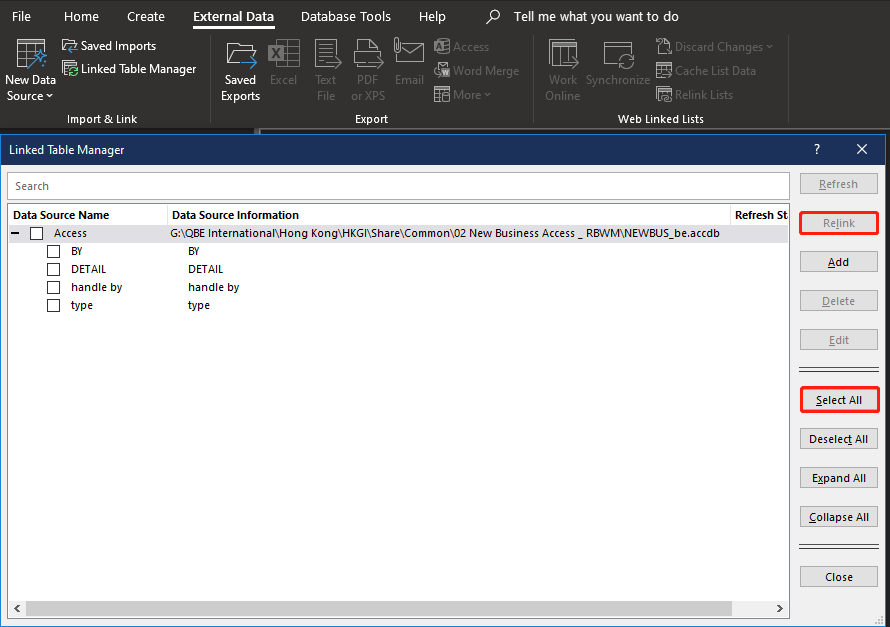 File Home Create External Data Database Tools Help Tell me what you want to do
New Data Source
Saved Imports
Linked Table Manager
Import & Link
Saved Exports
Excel
Text File
PDF or XPS
Email
Access
Word Merge
More
Export
Work Online
Synchronize
Discard Changes
Cache List Data
Relink Lists
Web Linked Lists
Linked Table Manager ?
Search
Data Source Name Data Source Information Refresh St
Access G:\QBE International\Hong Kong\HKGI\Share\Common\02 New Business Access _ RBWM\NEWBUS_be.accdb
BY BY
DETAIL DETAIL
handle by handle by
type type
Refresh
Relink
Add
Delete
Edit
Select All
Deselect All
Expand All
Collapse All
Close